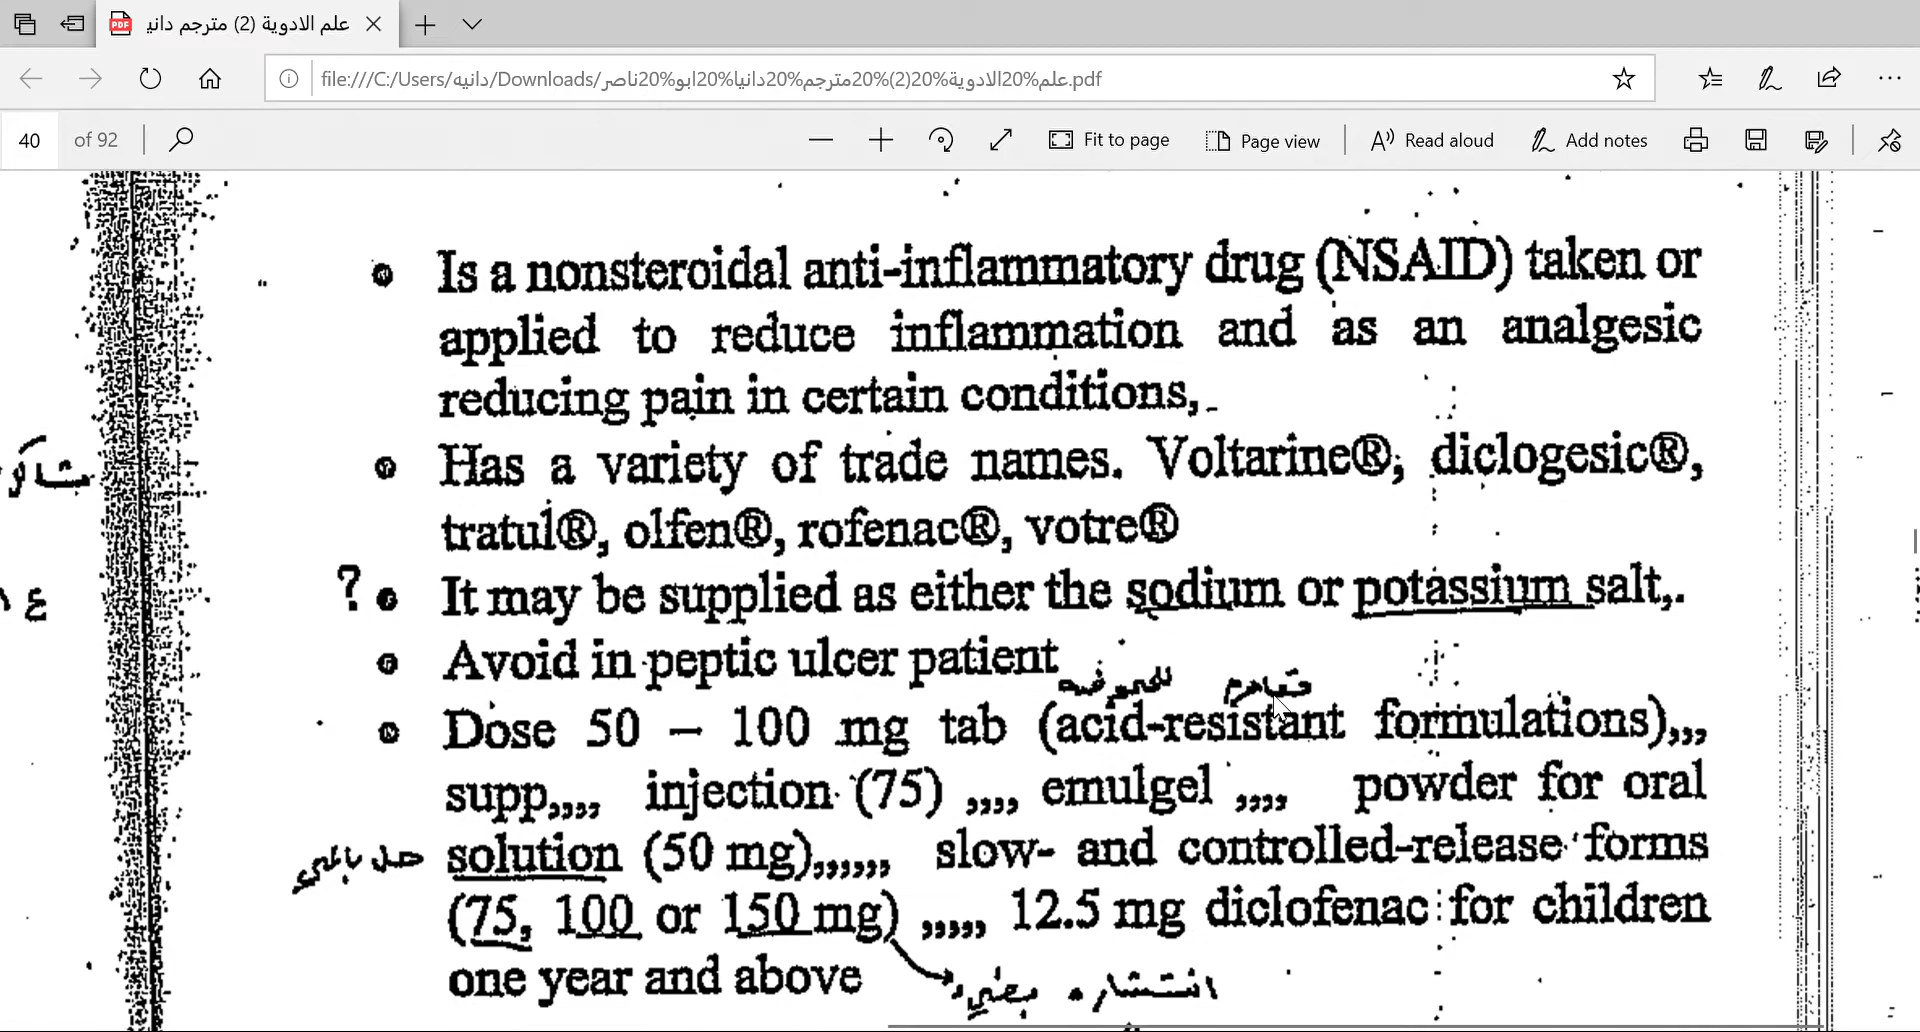 علم الادوية (2) مترجم داني
file:///C:/Users/دانيه/Downloads/علم%20الادوية%20(2)%20مترجم%20دانيا%20ابو%20ناصر.pdf
40 of 92 Fit to page Page view Read aloud Add notes
Is a nonsteroidal anti-inflammatory drug (NSAID) taken or
applied to reduce inflammation and as an analgesic
reducing pain in certain conditions,
Has a variety of trade names. Voltarine®, diclogesic®,
tratul®, olfen®, rofenac®, votre®
? It may be supplied as either the sodium or potassium salt,.
Avoid in peptic ulcer patient
مقاوم للحموضه
Dose 50 – 100 mg tab (acid-resistant formulations),,,
supp,,,, injection (75) ,,,, emulgel ,,,, powder for oral
solution (50 mg),,,,,, slow- and controlled-release forms
(75, 100 or 150 mg) ,,,,, 12.5 mg diclofenac for children
one year and above